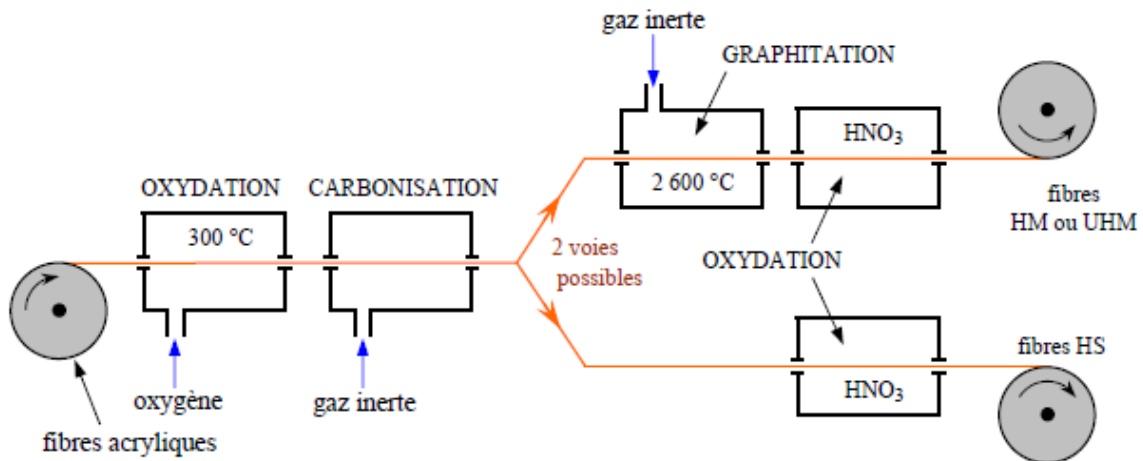 gaz inerte
GRAPHITATION
HNO3
2 600 °C
fibres
HM ou UHM
OXYDATION
CARBONISATION
300 °C
2 voies
possibles
OXYDATION
oxygène
gaz inerte
fibres acryliques
HNO3
fibres HS